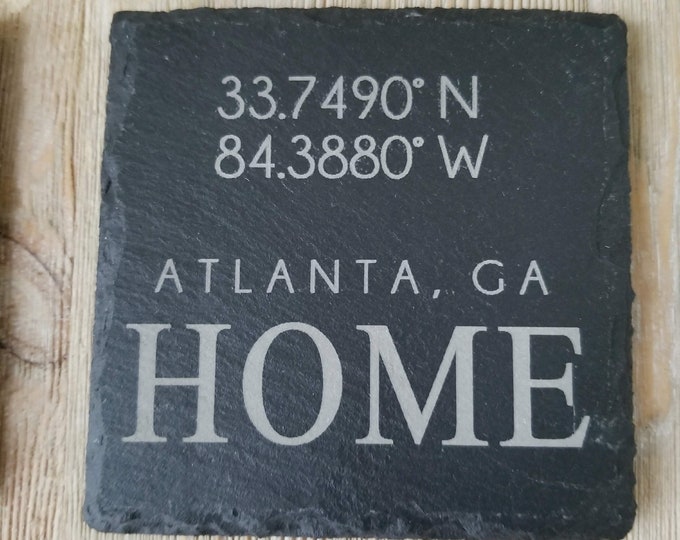 33.7490° N
84.3880° W
ATLANTA, GA
HOME